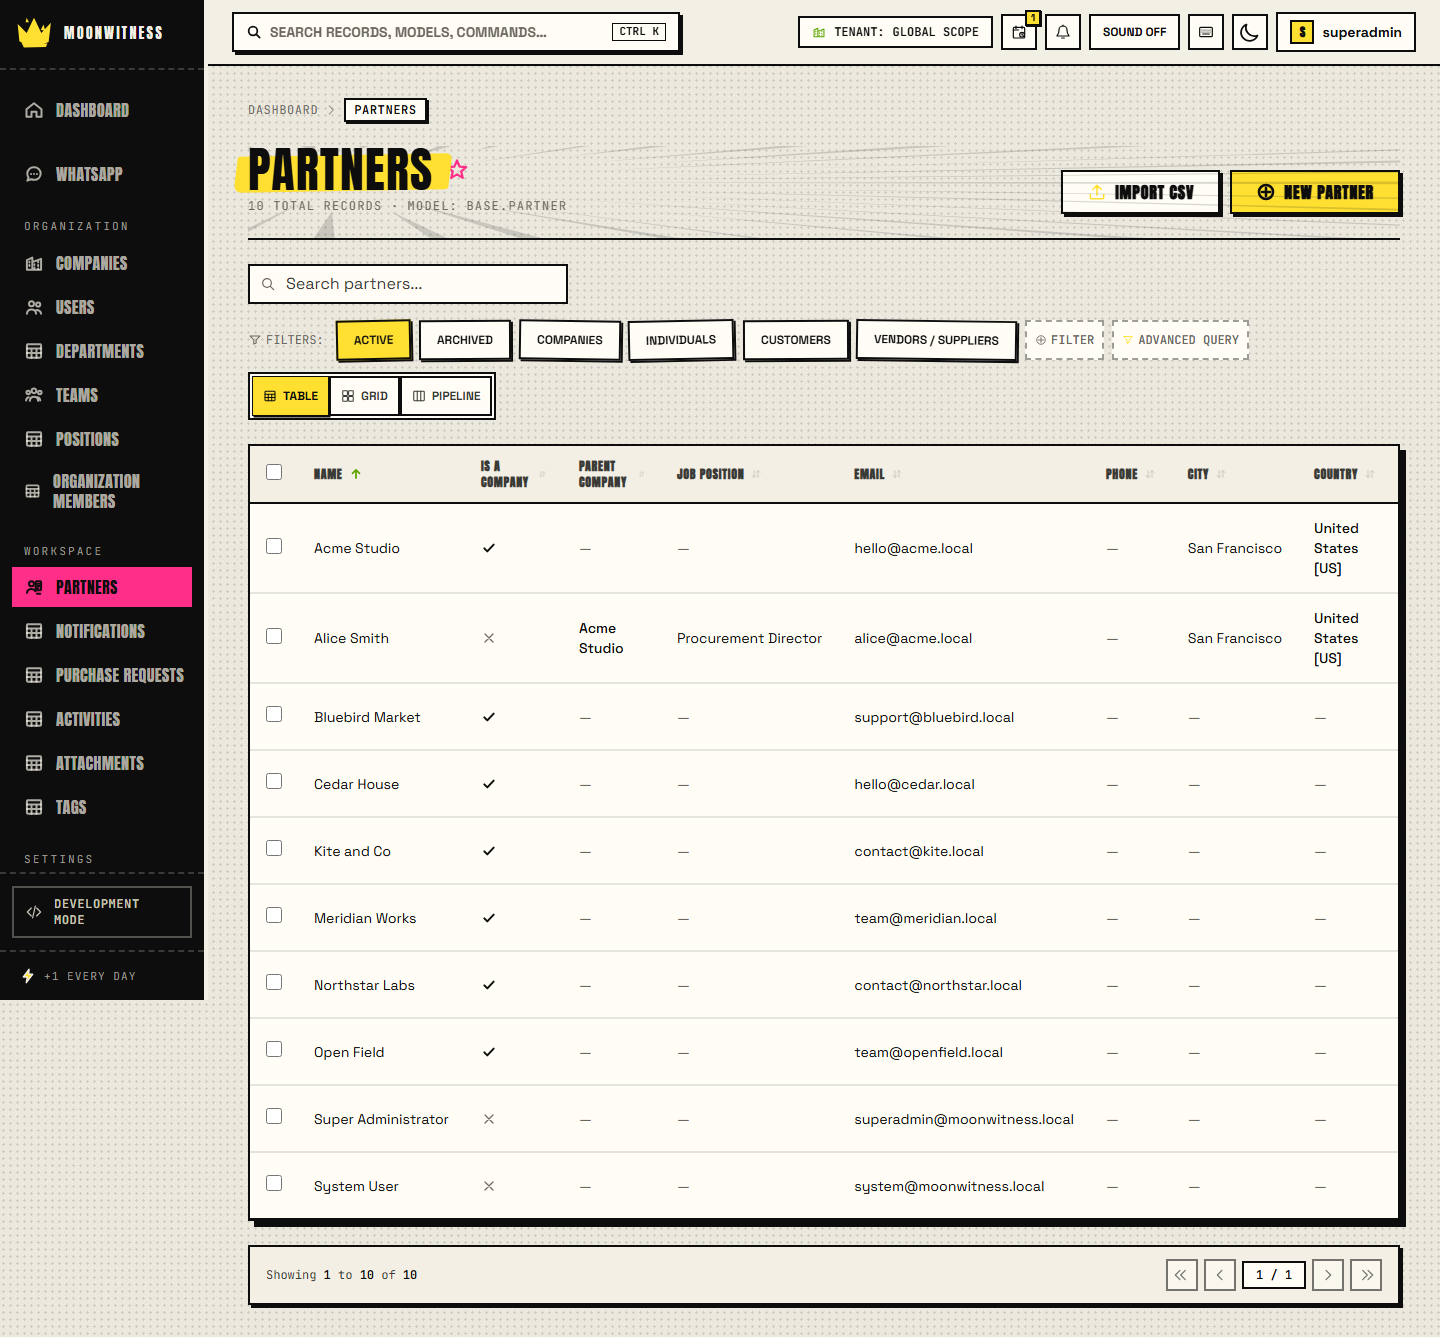 MOONWITNESS
SEARCH RECORDS, MODELS, COMMANDS...
CTRL K
TENANT: GLOBAL SCOPE
1
SOUND OFF
S
superadmin
DASHBOARD
WHATSAPP
ORGANIZATION
COMPANIES
USERS
DEPARTMENTS
TEAMS
POSITIONS
ORGANIZATION
MEMBERS
WORKSPACE
PARTNERS
NOTIFICATIONS
PURCHASE REQUESTS
ACTIVITIES
ATTACHMENTS
TAGS
SETTINGS
DEVELOPMENT
MODE
+1 EVERY DAY
DASHBOARD
PARTNERS
PARTNERS
10 TOTAL RECORDS · MODEL: BASE.PARTNER
IMPORT CSV
NEW PARTNER
Search partners...
FILTERS: ACTIVE ARCHIVED COMPANIES INDIVIDUALS CUSTOMERS VENDORS / SUPPLIERS FILTER ADVANCED QUERY
TABLE GRID PIPELINE
NAME IS A COMPANY PARENT COMPANY JOB POSITION EMAIL PHONE CITY COUNTRY
Acme Studio — — hello@acme.local — San Francisco United States [US]
Alice Smith Acme Studio Procurement Director alice@acme.local — San Francisco United States [US]
Bluebird Market — — support@bluebird.local — — —
Cedar House — — hello@cedar.local — — —
Kite and Co — — contact@kite.local — — —
Meridian Works — — team@meridian.local — — —
Northstar Labs — — contact@northstar.local — — —
Open Field — — team@openfield.local — — —
Super Administrator — — superadmin@moonwitness.local — — —
System User — — system@moonwitness.local — — —
Showing 1 to 10 of 10
1 / 1